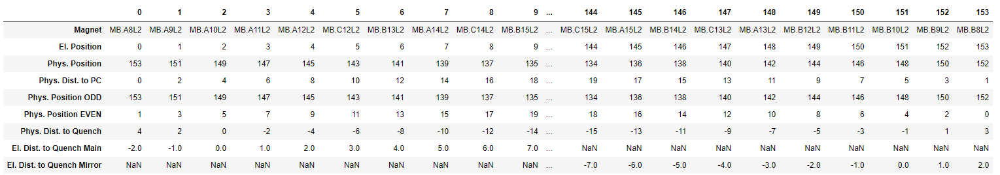 0 1 2 3 4 5 6 7 8 9 ... 144 145 146 147 148 149 150 151 152 153
Magnet MB.A8L2 MB.A9L2 MB.A10L2 MB.A11L2 MB.A12L2 MB.C12L2 MB.B13L2 MB.A14L2 MB.C14L2 MB.B15L2 ... MB.C15L2 MB.A15L2 MB.B14L2 MB.C13L2 MB.A13L2 MB.B12L2 MB.B11L2 MB.B10L2 MB.B9L2 MB.B8L2
El. Position 0 1 2 3 4 5 6 7 8 9 ... 144 145 146 147 148 149 150 151 152 153
Phys. Position 153 151 149 147 145 143 141 139 137 135 ... 134 136 138 140 142 144 146 148 150 152
Phys. Dist. to PC 0 2 4 6 8 10 12 14 16 18 ... 19 17 15 13 11 9 7 5 3 1
Phys. Position ODD 153 151 149 147 145 143 141 139 137 135 ... 134 136 138 140 142 144 146 148 150 152
Phys. Position EVEN 1 3 5 7 9 11 13 15 17 19 ... 18 16 14 12 10 8 6 4 2 0
Phys. Dist. to Quench 4 2 0 -2 -4 -6 -8 -10 -12 -14 ... -15 -13 -11 -9 -7 -5 -3 -1 1 3
El. Dist. to Quench Main -2.0 -1.0 0.0 1.0 2.0 3.0 4.0 5.0 6.0 7.0 ... NaN NaN NaN NaN NaN NaN NaN NaN NaN NaN
El. Dist. to Quench Mirror NaN NaN NaN NaN NaN NaN NaN NaN NaN NaN ... -7.0 -6.0 -5.0 -4.0 -3.0 -2.0 -1.0 0.0 1.0 2.0